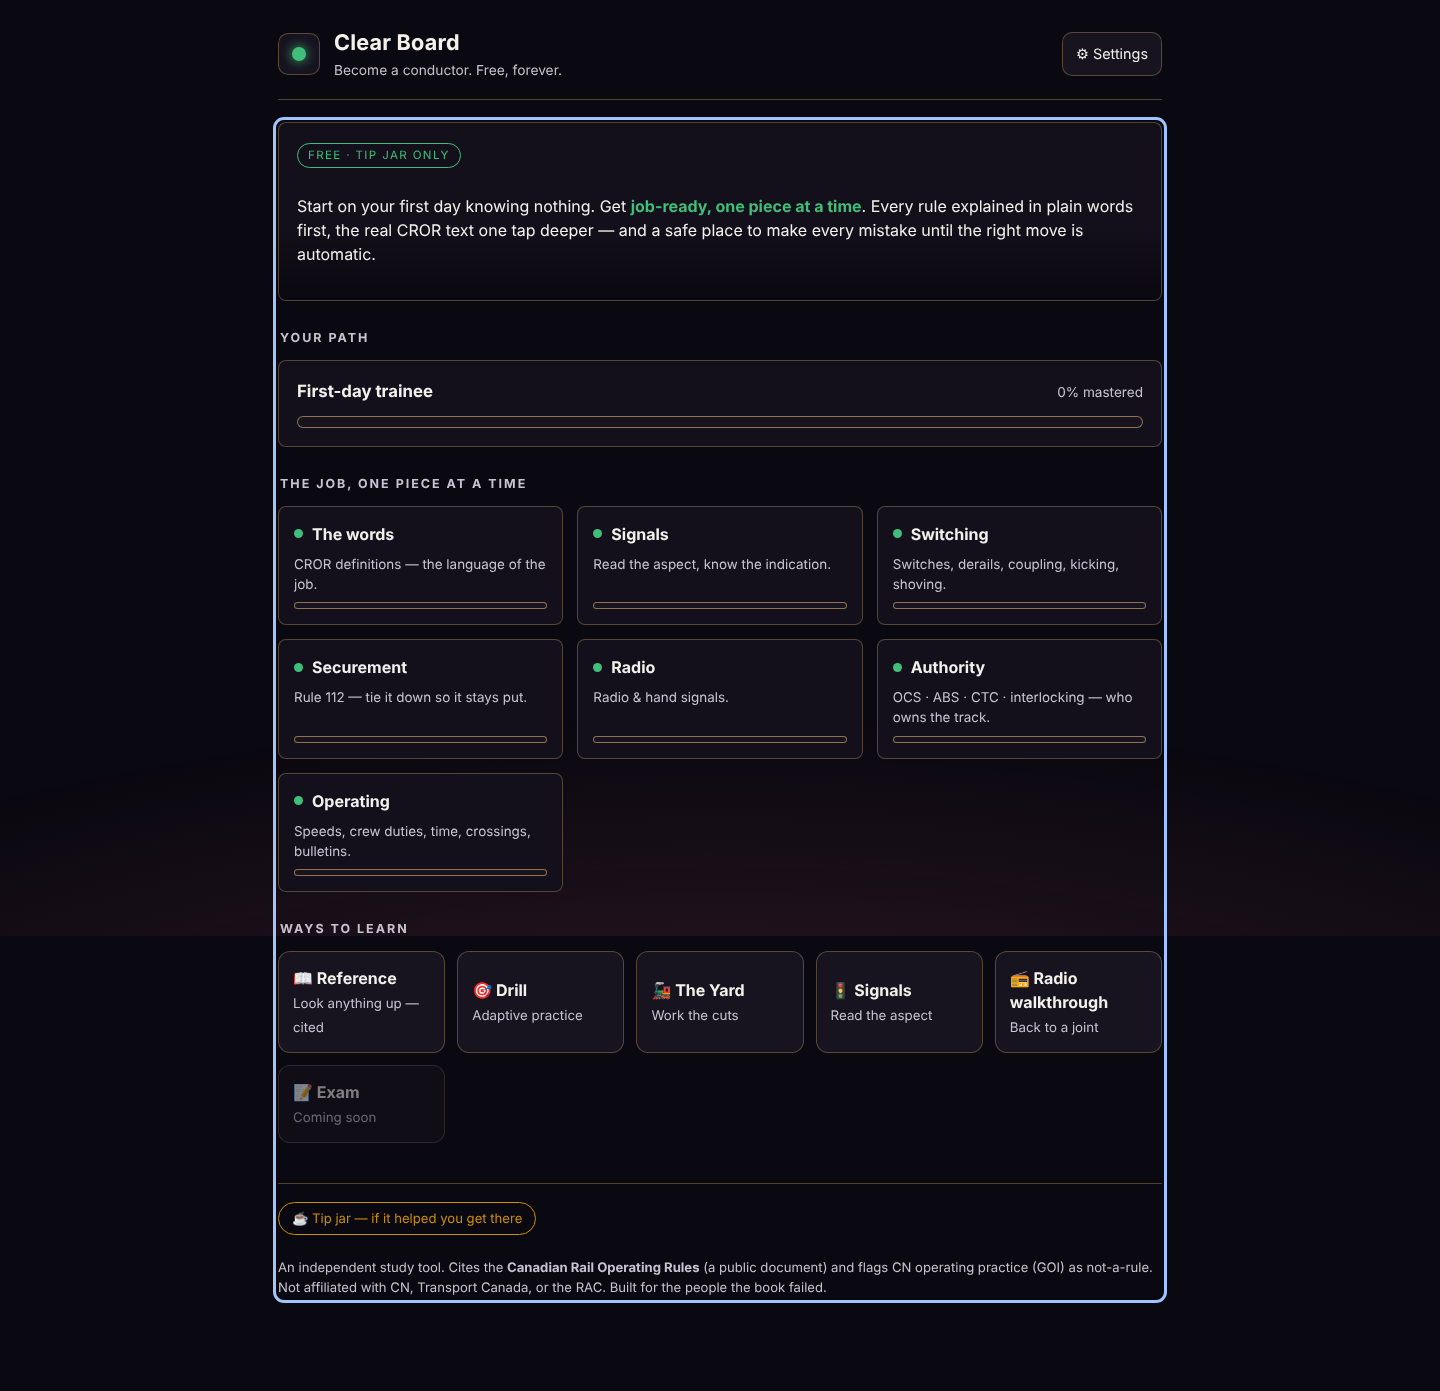 Clear Board
Become a conductor. Free, forever.
⚙ Settings
FREE · TIP JAR ONLY
Start on your first day knowing nothing. Get job-ready, one piece at a time. Every rule explained in plain words
first, the real CROR text one tap deeper — and a safe place to make every mistake until the right move is
automatic.
YOUR PATH
First-day trainee
0% mastered
THE JOB, ONE PIECE AT A TIME
The words
CROR definitions — the language of the
job.
Signals
Read the aspect, know the indication.
Switching
Switches, derails, coupling, kicking,
shoving.
Securement
Rule 112 — tie it down so it stays put.
Radio
Radio & hand signals.
Authority
OCS · ABS · CTC · interlocking — who
owns the track.
Operating
Speeds, crew duties, time, crossings,
bulletins.
WAYS TO LEARN
📖 Reference
Look anything up —
cited
🎯 Drill
Adaptive practice
🚂 The Yard
Work the cuts
🚦 Signals
Read the aspect
📻 Radio
walkthrough
Back to a joint
📝 Exam
Coming soon
☕ Tip jar — if it helped you get there
An independent study tool. Cites the Canadian Rail Operating Rules (a public document) and flags CN operating practice (GOI) as not-a-rule.
Not affiliated with CN, Transport Canada, or the RAC. Built for the people the book failed.